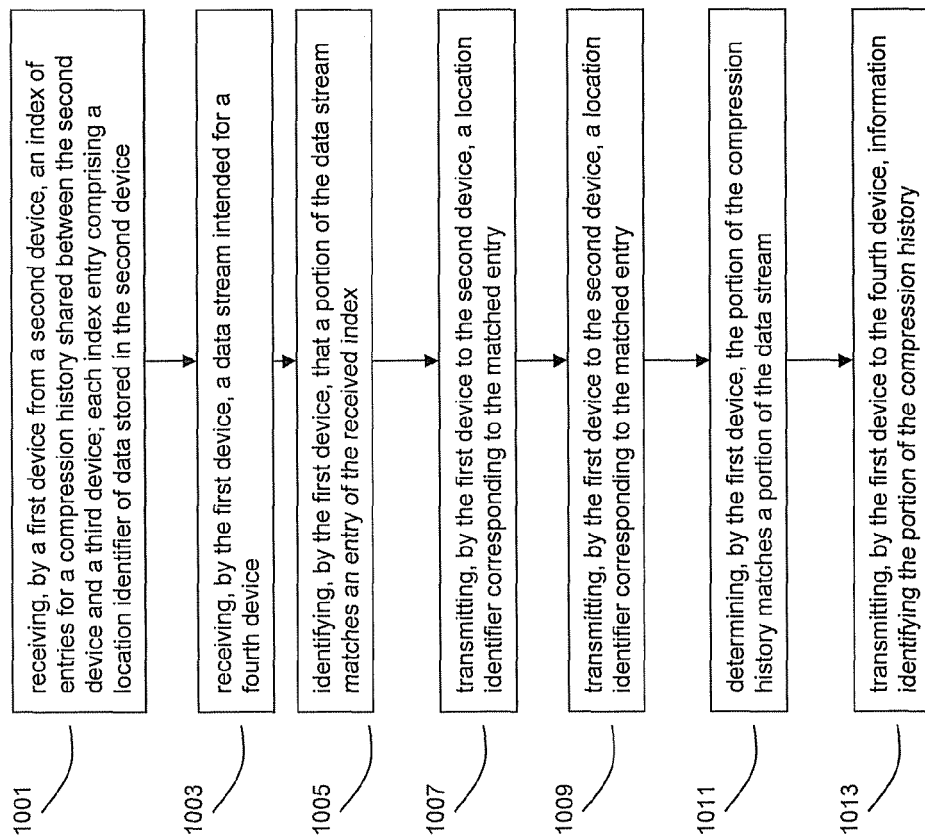 1001
receiving, by a first device from a second device, an index of
entries for a compression history shared between the second
device and a third device; each index entry comprising a
location identifier of data stored in the second device
1003
receiving, by the first device, a data stream intended for a
fourth device
1005
identifying, by the first device, that a portion of the data stream
matches an entry of the received index
1007
transmitting, by the first device to the second device, a location
identifier corresponding to the matched entry
1009
transmitting, by the first device to the second device, a location
identifier corresponding to the matched entry
1011
determining, by the first device, the portion of the compression
history matches a portion of the data stream
1013
transmitting, by the first device to the fourth device, information
identifying the portion of the compression history